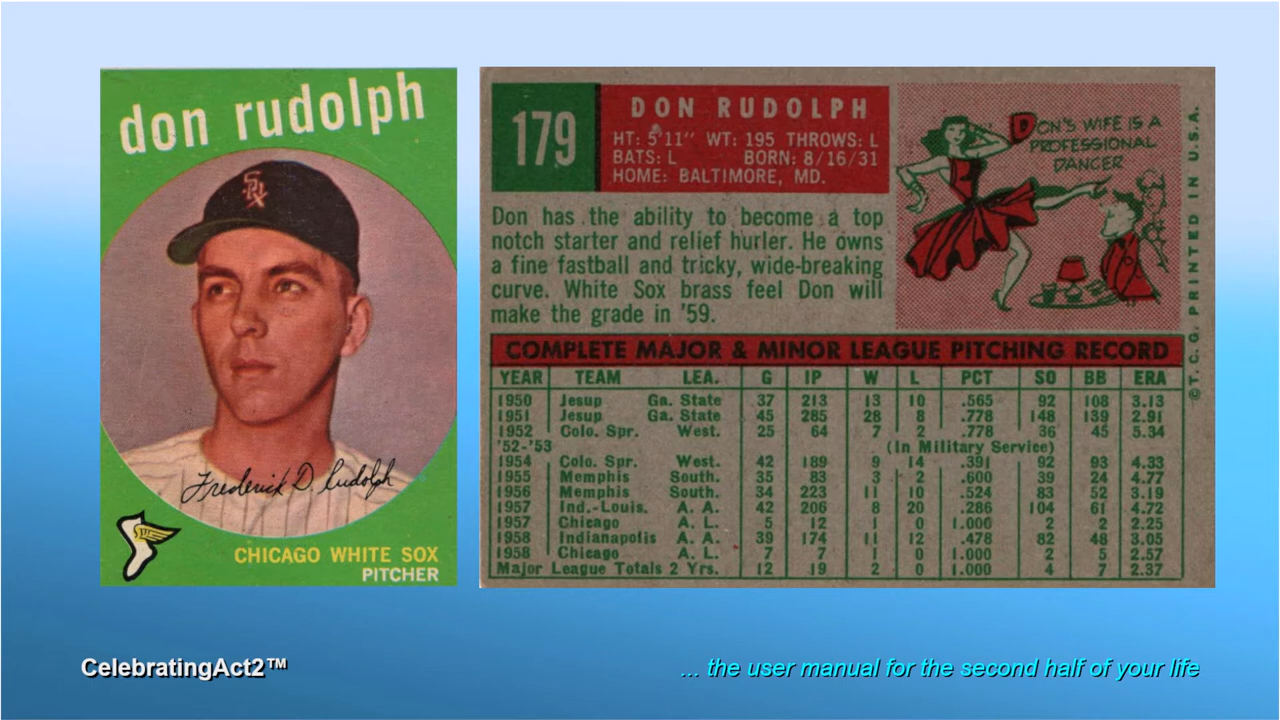 don rudolph
SOX
Frederick D. Rudolph
CHICAGO WHITE SOX
PITCHER
179
DON RUDOLPH
HT: 5'11" WT: 195 THROWS: L
BATS: L BORN: 8/16/31
HOME: BALTIMORE, MD.
DON'S WIFE IS A
PROFESSIONAL
DANCER
Don has the ability to become a top
notch starter and relief hurler. He owns
a fine fastball and tricky, wide-breaking
curve. White Sox brass feel Don will
make the grade in '59.
© T. C. G. PRINTED IN U.S.A.
COMPLETE MAJOR & MINOR LEAGUE PITCHING RECORD
YEAR TEAM LEA. G IP W L PCT SO BB ERA
1950 Jesup Ga. State 37 213 13 10 .565 92 108 3.13
1951 Jesup Ga. State 45 285 28 8 .778 148 139 2.91
1952 Colo. Spr. West. 25 64 7 2 .778 36 45 5.34
'52-'53 (In Military Service)
1954 Colo. Spr. West. 42 189 9 14 .391 92 93 4.33
1955 Memphis South. 35 83 3 2 .600 39 24 4.77
1956 Memphis South. 34 223 11 10 .524 83 52 3.19
1957 Ind.-Louis. A. A. 42 206 8 20 .286 104 61 4.72
1957 Chicago A. L. 5 12 1 0 1.000 2 2 2.25
1958 Indianapolis A. A. 39 174 11 12 .478 82 48 3.05
1958 Chicago A. L. 7 7 1 0 1.000 2 5 2.57
Major League Totals 2 Yrs. 12 19 2 0 1.000 4 7 2.37
CelebratingAct2™
... the user manual for the second half of your life